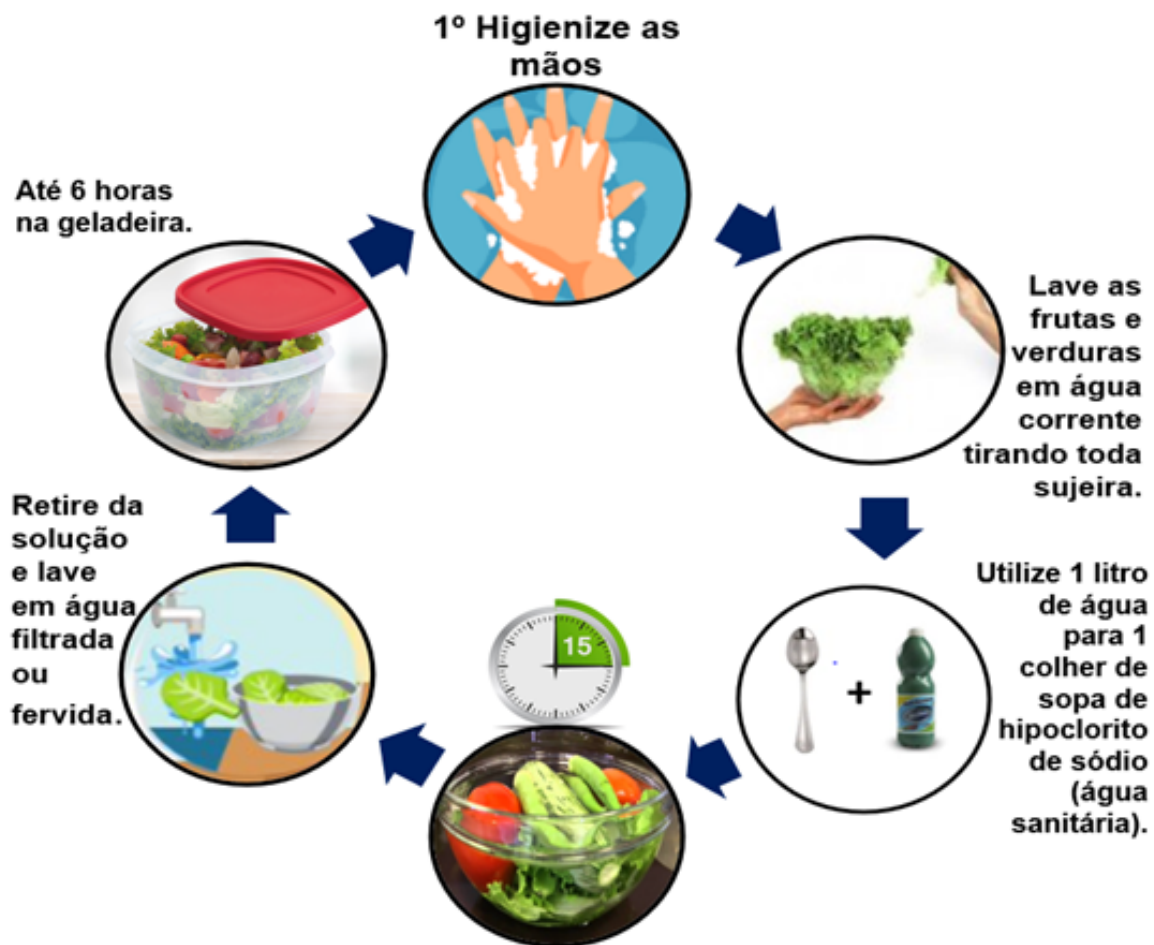 1º Higienize as
mãos
Lave as
frutas e
verduras
em água
corrente
tirando toda
sujeira.
Utilize 1 litro
de água
para 1
colher de
sopa de
hipoclorito
de sódio
(água
sanitária).
15
Retire da
solução
e lave
em água
filtrada
ou
fervida.
Até 6 horas
na geladeira.